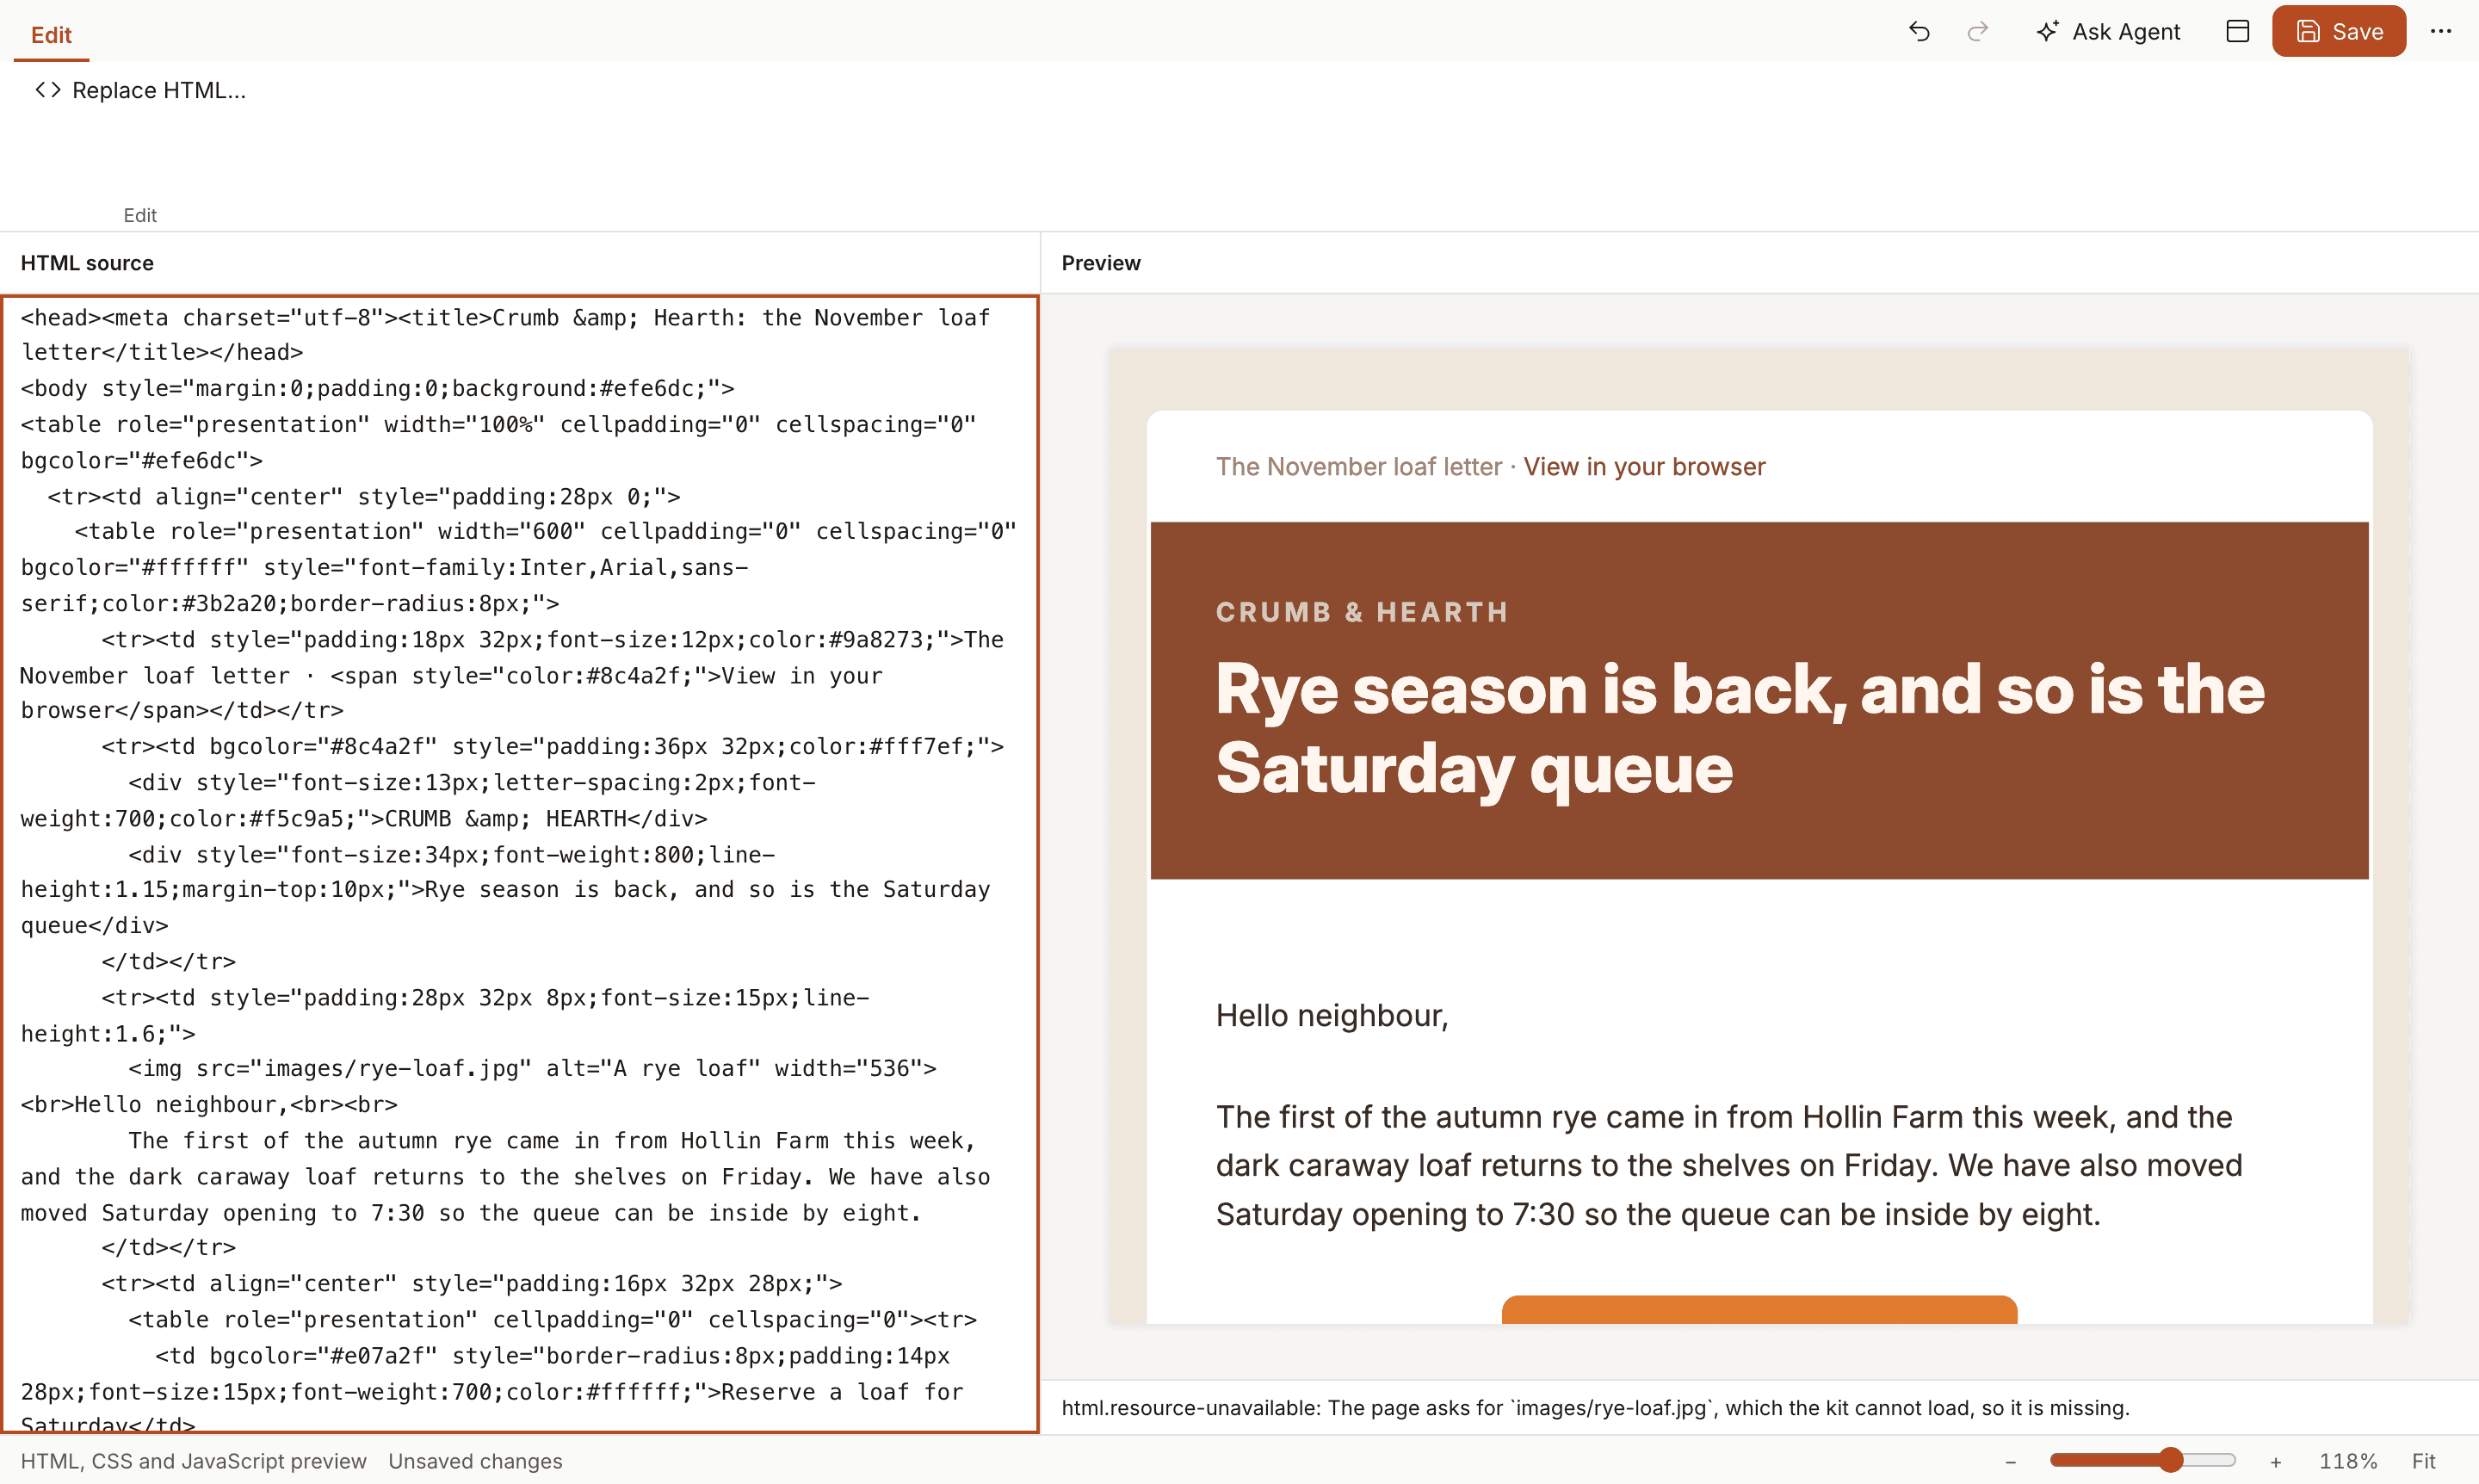 Edit
Ask Agent
Save
Replace HTML...
Edit
HTML source
Preview
<head><meta charset="utf-8"><title>Crumb &amp; Hearth: the November loaf
letter</title></head>
<body style="margin:0;padding:0;background:#efe6dc;">
<table role="presentation" width="100%" cellpadding="0" cellspacing="0"
bgcolor="#efe6dc">
<tr><td align="center" style="padding:28px 0;">
<table role="presentation" width="600" cellpadding="0" cellspacing="0"
bgcolor="#ffffff" style="font-family:Inter,Arial,sans-
serif;color:#3b2a20;border-radius:8px;">
<tr><td style="padding:18px 32px;font-size:12px;color:#9a8273;">The
November loaf letter · <span style="color:#8c4a2f;">View in your
browser</span></td></tr>
<tr><td bgcolor="#8c4a2f" style="padding:36px 32px;color:#fff7ef;">
<div style="font-size:13px;letter-spacing:2px;font-
weight:700;color:#f5c9a5;">CRUMB &amp; HEARTH</div>
<div style="font-size:34px;font-weight:800;line-
height:1.15;margin-top:10px;">Rye season is back, and so is the Saturday
queue</div>
</td></tr>
<tr><td style="padding:28px 32px 8px;font-size:15px;line-
height:1.6;">
<img src="images/rye-loaf.jpg" alt="A rye loaf" width="536">
<br>Hello neighbour,<br><br>
The first of the autumn rye came in from Hollin Farm this week,
and the dark caraway loaf returns to the shelves on Friday. We have also
moved Saturday opening to 7:30 so the queue can be inside by eight.
</td></tr>
<tr><td align="center" style="padding:16px 32px 28px;">
<table role="presentation" cellpadding="0" cellspacing="0"><tr>
<td bgcolor="#e07a2f" style="border-radius:8px;padding:14px
28px;font-size:15px;font-weight:700;color:#ffffff;">Reserve a loaf for
Saturday</td>
The November loaf letter · View in your browser
CRUMB & HEARTH
Rye season is back, and so is the
Saturday queue
Hello neighbour,
The first of the autumn rye came in from Hollin Farm this week, and the
dark caraway loaf returns to the shelves on Friday. We have also moved
Saturday opening to 7:30 so the queue can be inside by eight.
html.resource-unavailable: The page asks for `images/rye-loaf.jpg`, which the kit cannot load, so it is missing.
HTML, CSS and JavaScript preview Unsaved changes
− + 118% Fit